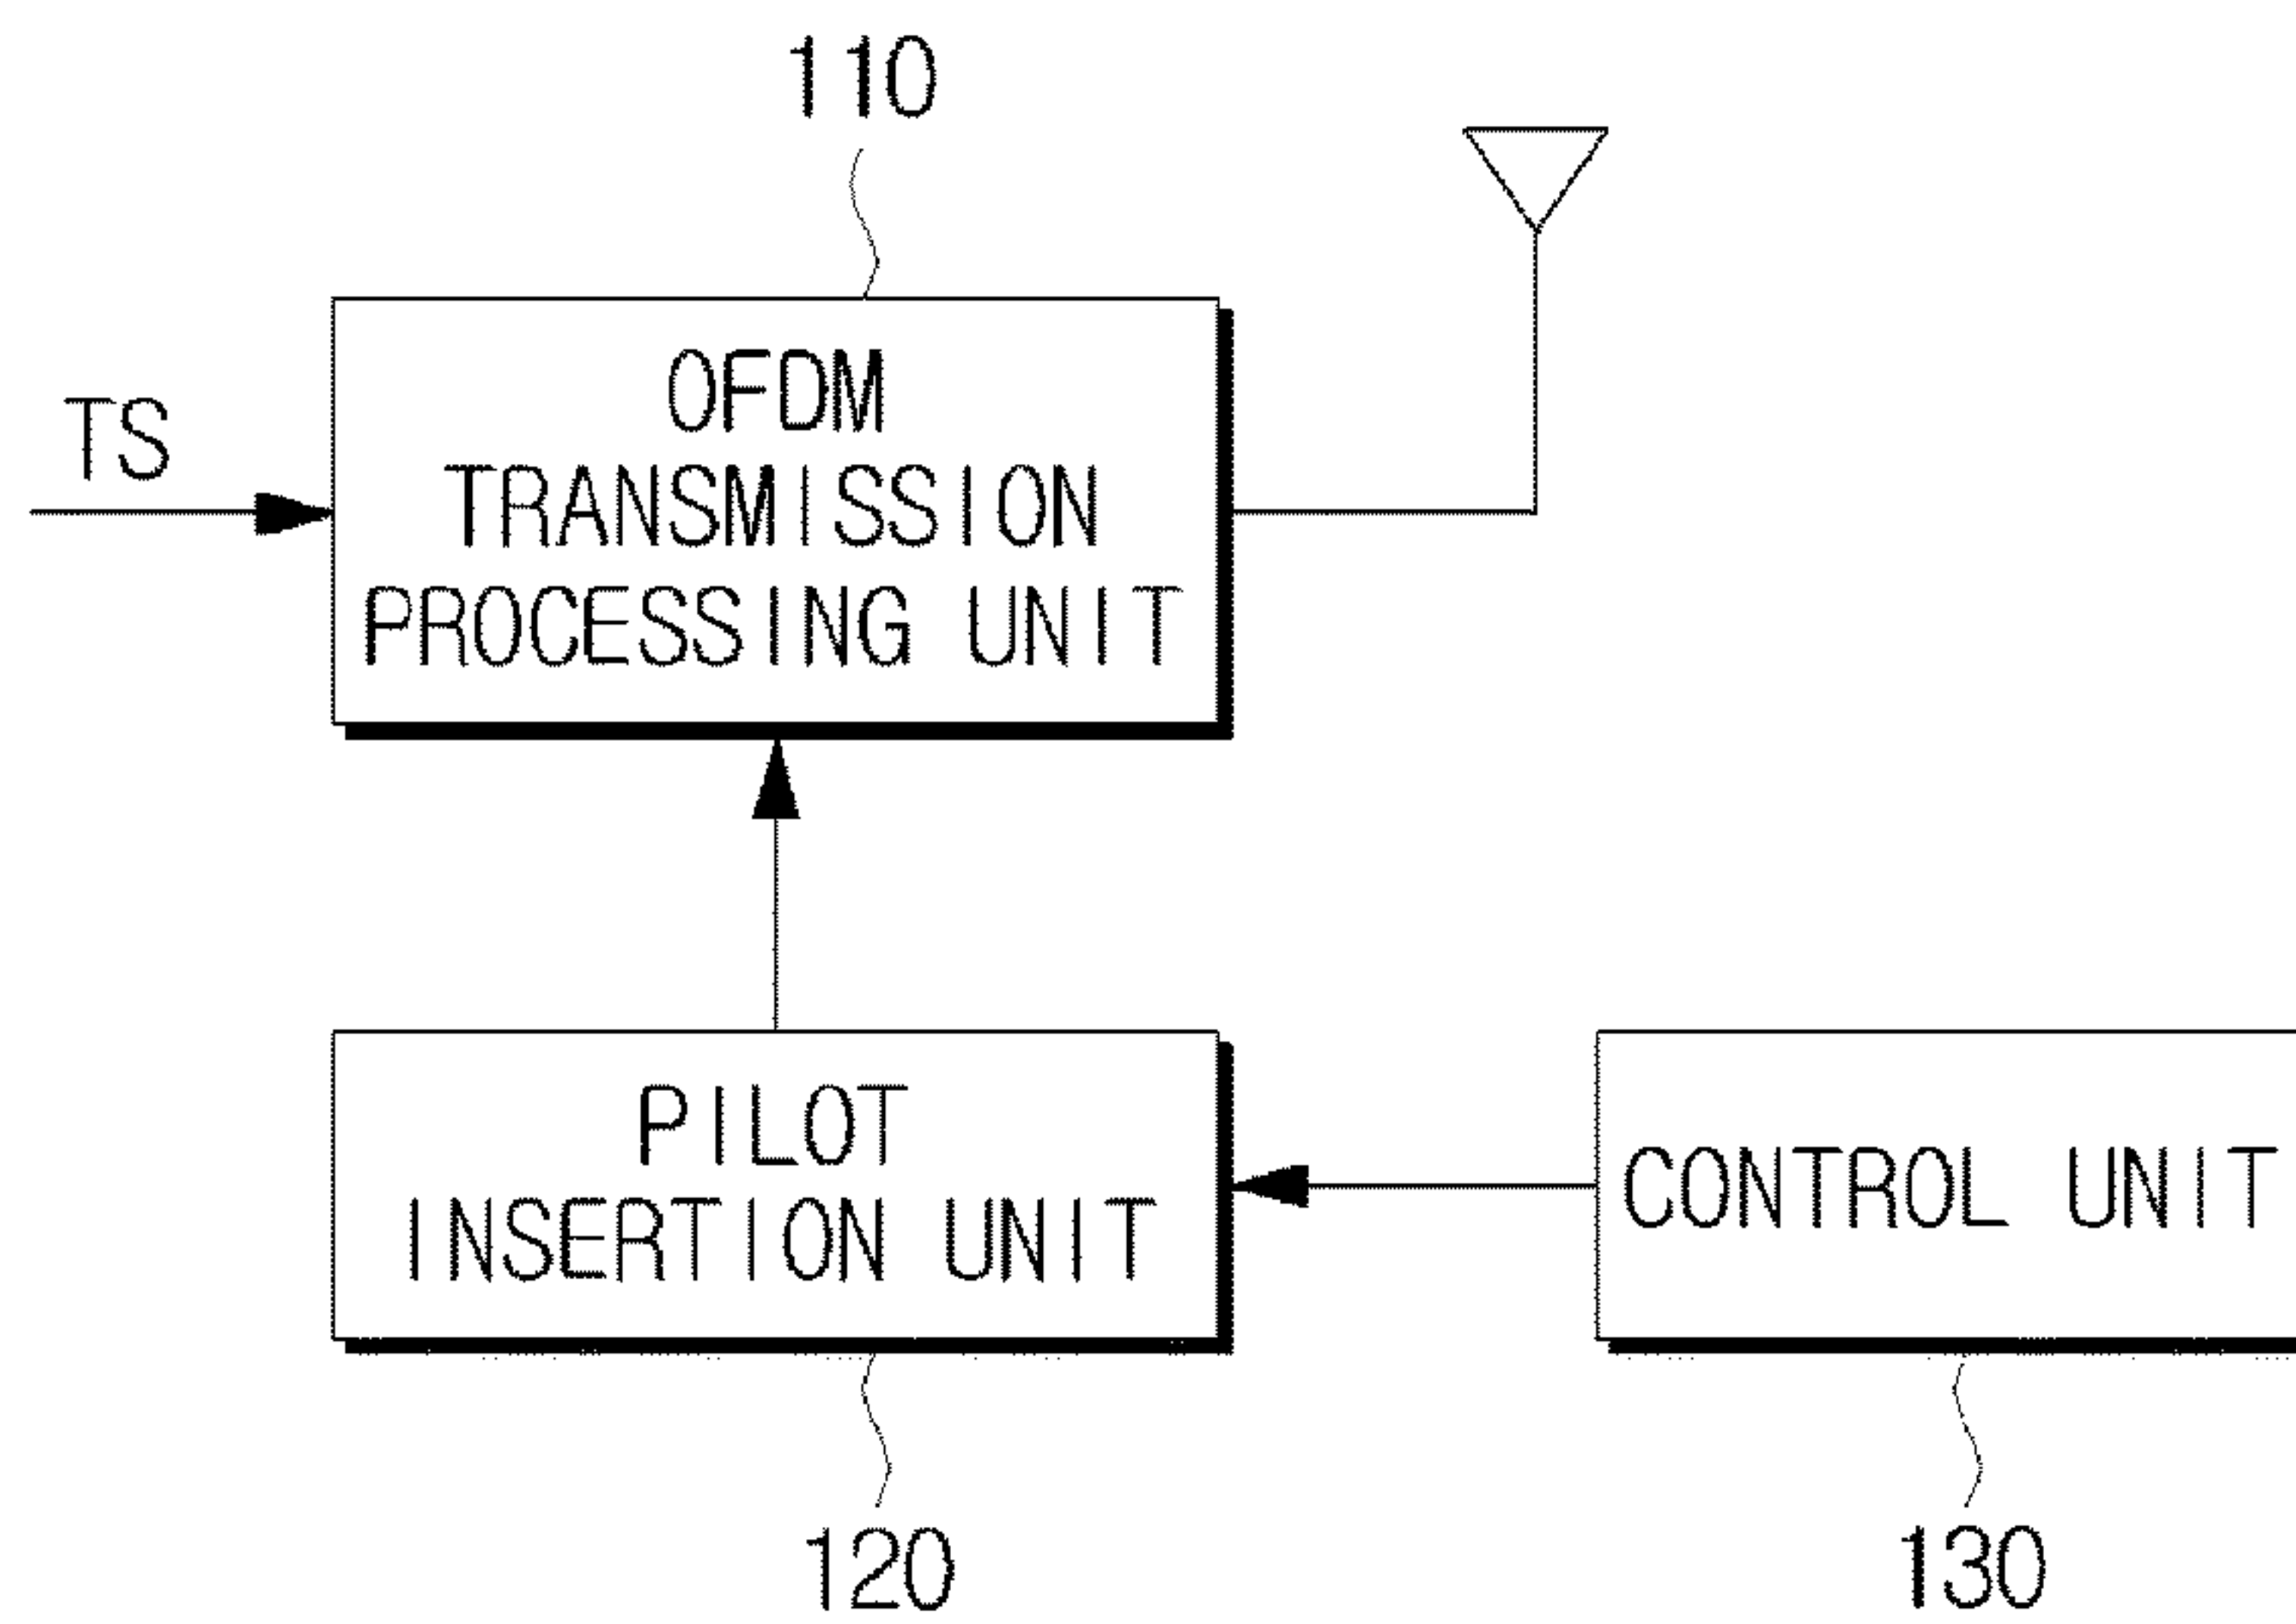 110
TS
OFDM
TRANSMISSION
PROCESSING UNIT
PILOT
INSERTION UNIT
CONTROL UNIT
120
130